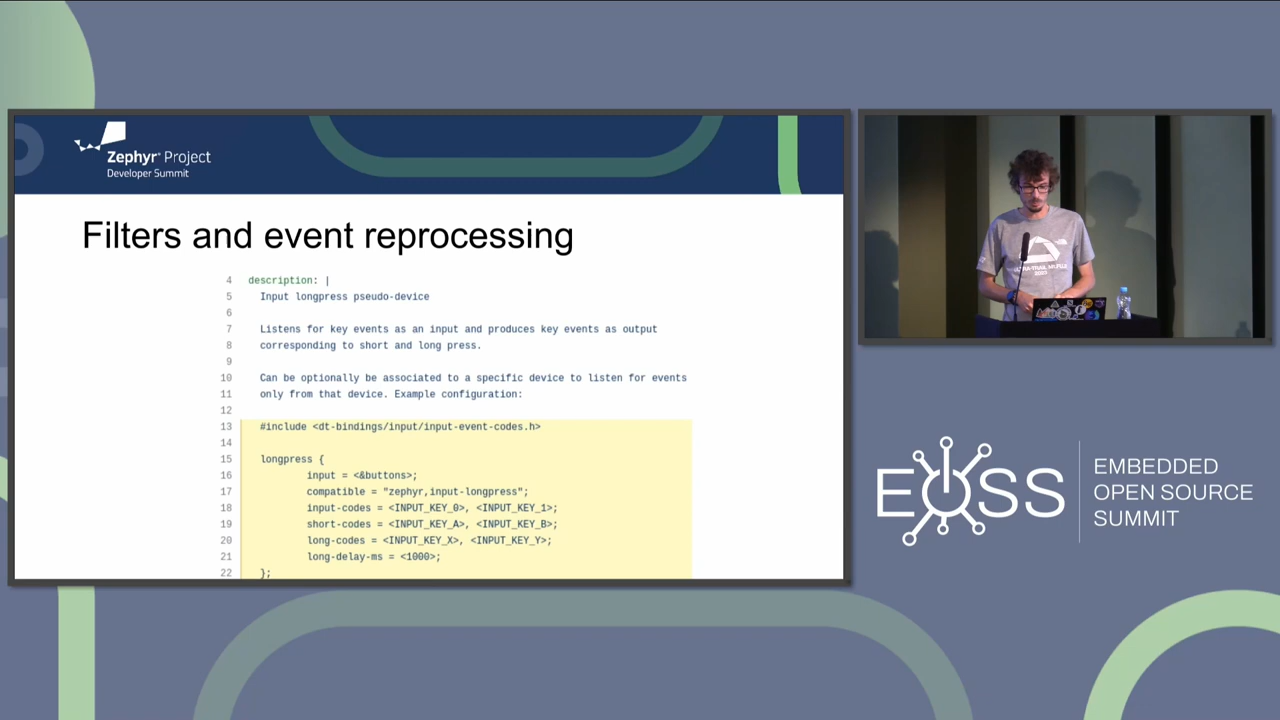 Zephyr® Project
Developer Summit
Filters and event reprocessing
4 description: |
5 Input longpress pseudo-device
6
7 Listens for key events as an input and produces key events as output
8 corresponding to short and long press.
9
10 Can be optionally be associated to a specific device to listen for events
11 only from that device. Example configuration:
12
13 #include <dt-bindings/input/input-event-codes.h>
14
15 longpress {
16 input = <&buttons>;
17 compatible = "zephyr,input-longpress";
18 input-codes = <INPUT_KEY_0>, <INPUT_KEY_1>;
19 short-codes = <INPUT_KEY_A>, <INPUT_KEY_B>;
20 long-codes = <INPUT_KEY_X>, <INPUT_KEY_Y>;
21 long-delay-ms = <1000>;
22 };
EOSS
EMBEDDED
OPEN SOURCE
SUMMIT